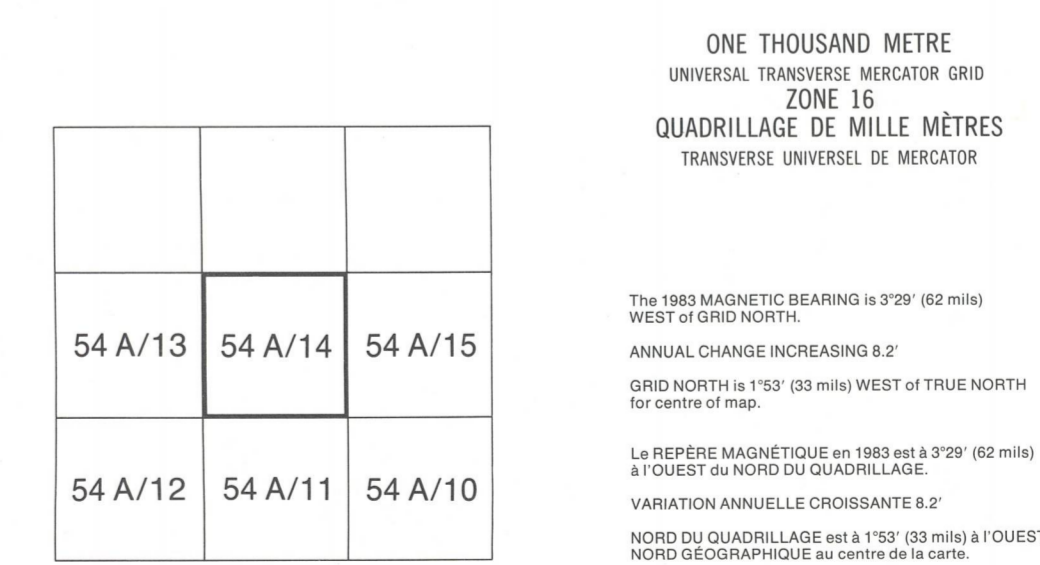 ONE THOUSAND METRE
UNIVERSAL TRANSVERSE MERCATOR GRID
ZONE 16
QUADRILLAGE DE MILLE MÈTRES
TRANSVERSE UNIVERSEL DE MERCATOR
54 A/13 54 A/14 54 A/15
54 A/12 54 A/11 54 A/10
The 1983 MAGNETIC BEARING is 3°29′ (62 mils)
WEST of GRID NORTH.
ANNUAL CHANGE INCREASING 8.2′
GRID NORTH is 1°53′ (33 mils) WEST of TRUE NORTH
for centre of map.
Le REPÈRE MAGNÉTIQUE en 1983 est à 3°29′ (62 mils)
à l'OUEST du NORD DU QUADRILLAGE.
VARIATION ANNUELLE CROISSANTE 8.2′
NORD DU QUADRILLAGE est à 1°53′ (33 mils) à l'OUEST
NORD GÉOGRAPHIQUE au centre de la carte.